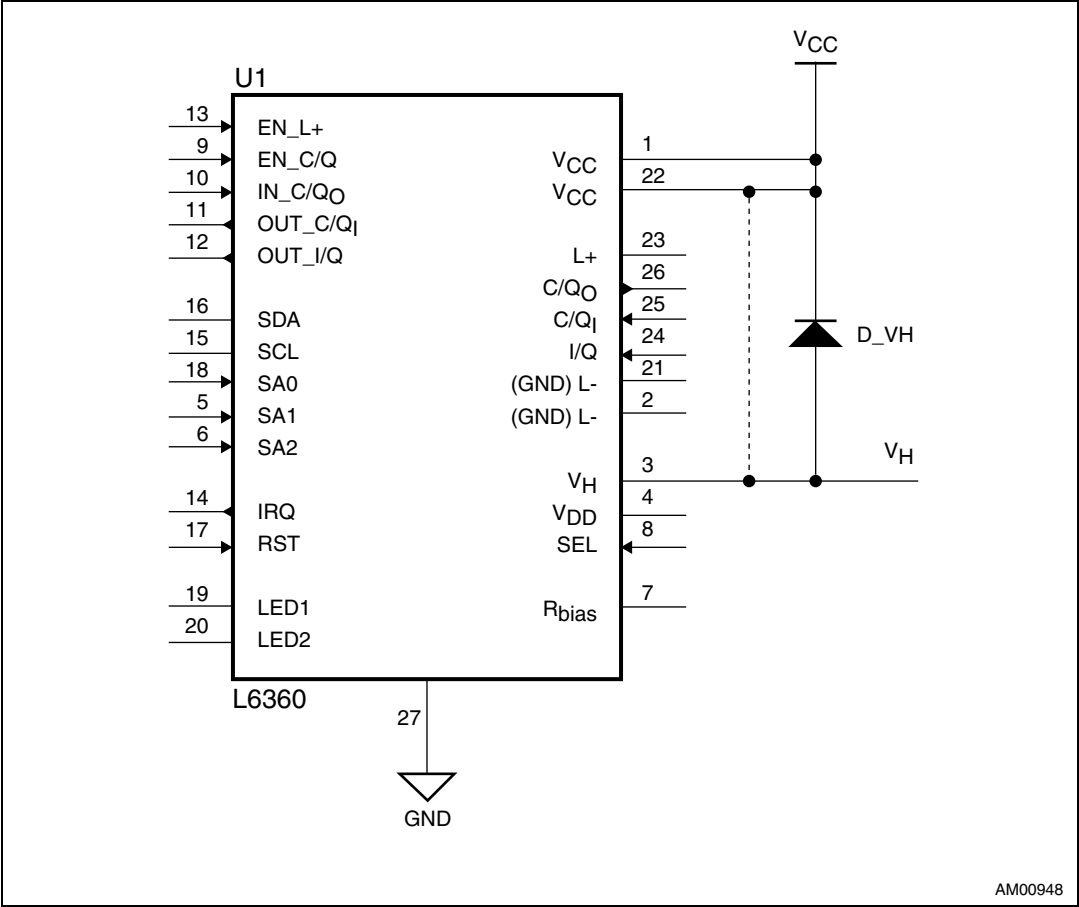 VCC
U1
13 EN_L+
9 EN_C/Q
10 IN_C/QO
11 OUT_C/QI
12 OUT_I/Q
16 SDA
15 SCL
18 SA0
5 SA1
6 SA2
14 IRQ
17 RST
19 LED1
20 LED2
VCC 1
VCC 22
L+ 23
C/QO 26
C/QI 25
I/Q 24
(GND) L- 21
(GND) L- 2
VH 3
VDD 4
SEL 8
Rbias 7
D_VH
VH
L6360
27
GND
AM00948